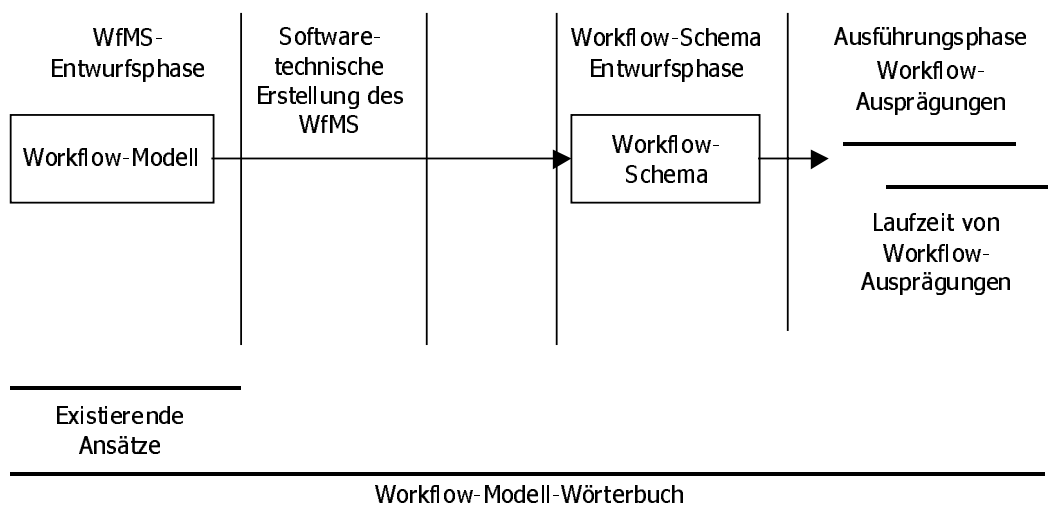 WfMS-
Entwurfsphase
Software-
technische
Erstellung des
WfMS
Workflow-Schema
Entwurfsphase
Ausführungsphase
Workflow-
Ausprägungen
Workflow-Modell
Workflow-
Schema
Laufzeit von
Workflow-
Ausprägungen
Existierende
Ansätze
Workflow-Modell-Wörterbuch